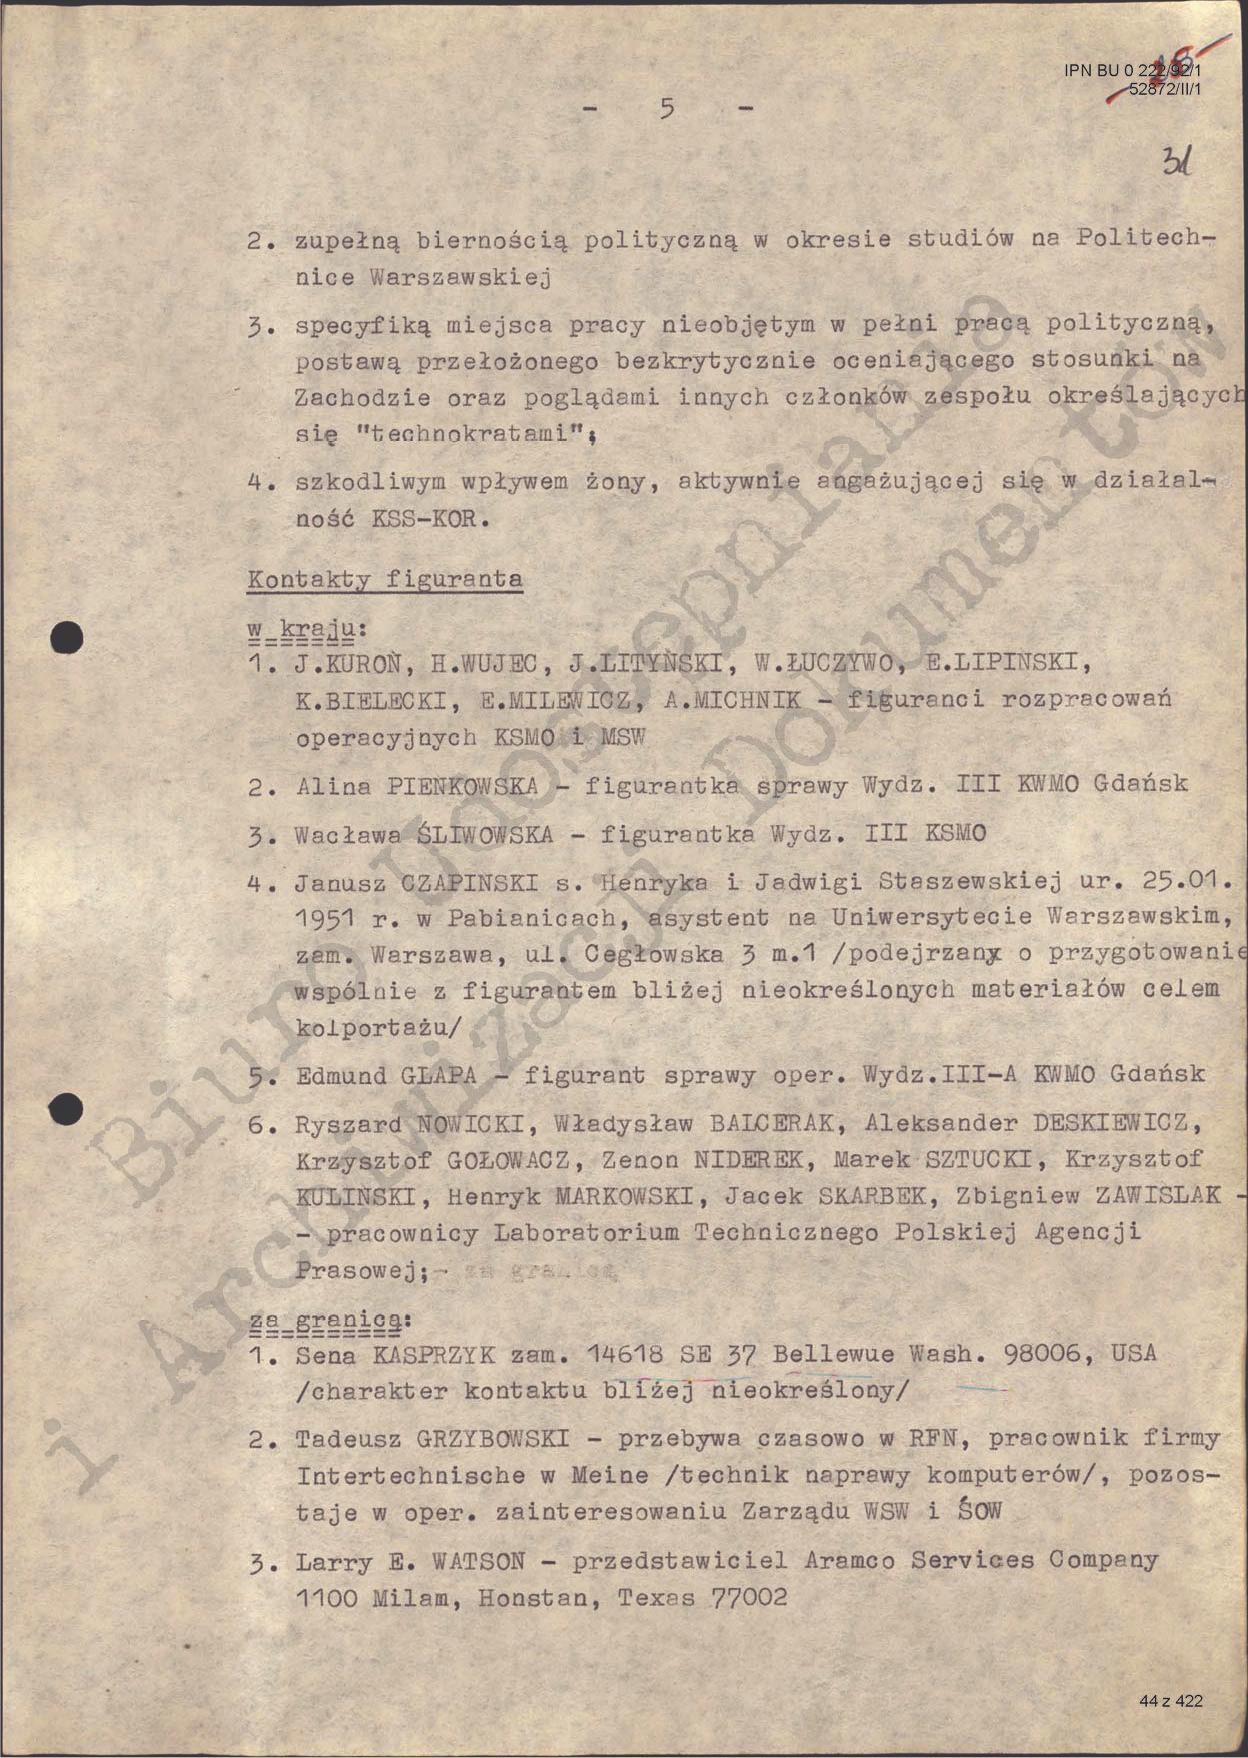 IPN BU 0 222/92/1
52872/II/1
- 5 -
31
2. zupełną biernością polityczną w okresie studiów na Politech-
nice Warszawskiej
3. specyfiką miejsca pracy nieobjętym w pełni pracą polityczną,
postawą przełożonego bezkrytycznie oceniającego stosunki na
Zachodzie oraz poglądami innych członków zespołu określających
się "technokratami";
4. szkodliwym wpływem żony, aktywnie angażującej się w działal-
ność KSS-KOR.
Kontakty figuranta
w kraju:
1. J.KUROŃ, H.WUJEC, J.LITYŃSKI, W.ŁUCZYWO, E.LIPINSKI,
K.BIELECKI, E.MILEWICZ, A.MICHNIK - figuranci rozpracowań
operacyjnych KSMO i MSW
2. Alina PIENKOWSKA - figurantka sprawy Wydz. III KWMO Gdańsk
3. Wacława ŚLIWOWSKA - figurantka Wydz. III KSMO
4. Janusz CZAPINSKI s. Henryka i Jadwigi Staszewskiej ur. 25.01.
1951 r. w Pabianicach, asystent na Uniwersytecie Warszawskim,
zam. Warszawa, ul. Cegłowska 3 m.1 /podejrzany o przygotowanie
wspólnie z figurantem bliżej nieokreślonych materiałów celem
kolportażu/
5. Edmund GLAPA - figurant sprawy oper. Wydz.III-A KWMO Gdańsk
6. Ryszard NOWICKI, Władysław BALCERAK, Aleksander DESKIEWICZ,
Krzysztof GOŁOWACZ, Zenon NIDEREK, Marek SZTUCKI, Krzysztof
KULINSKI, Henryk MARKOWSKI, Jacek SKARBEK, Zbigniew ZAWISLAK -
- pracownicy Laboratorium Technicznego Polskiej Agencji
Prasowej;- za granicą
za granicą:
1. Sena KASPRZYK zam. 14618 SE 37 Bellewue Wash. 98006, USA
/charakter kontaktu bliżej nieokreślony/
2. Tadeusz GRZYBOWSKI - przebywa czasowo w RFN, pracownik firmy
Intertechnische w Meine /technik naprawy komputerów/, pozos-
taje w oper. zainteresowaniu Zarządu WSW i ŚOW
3. Larry E. WATSON - przedstawiciel Aramco Services Company
1100 Milam, Honstan, Texas 77002
Biuro Udostępniania
i Archiwizacji Dokumentów
44 z 422